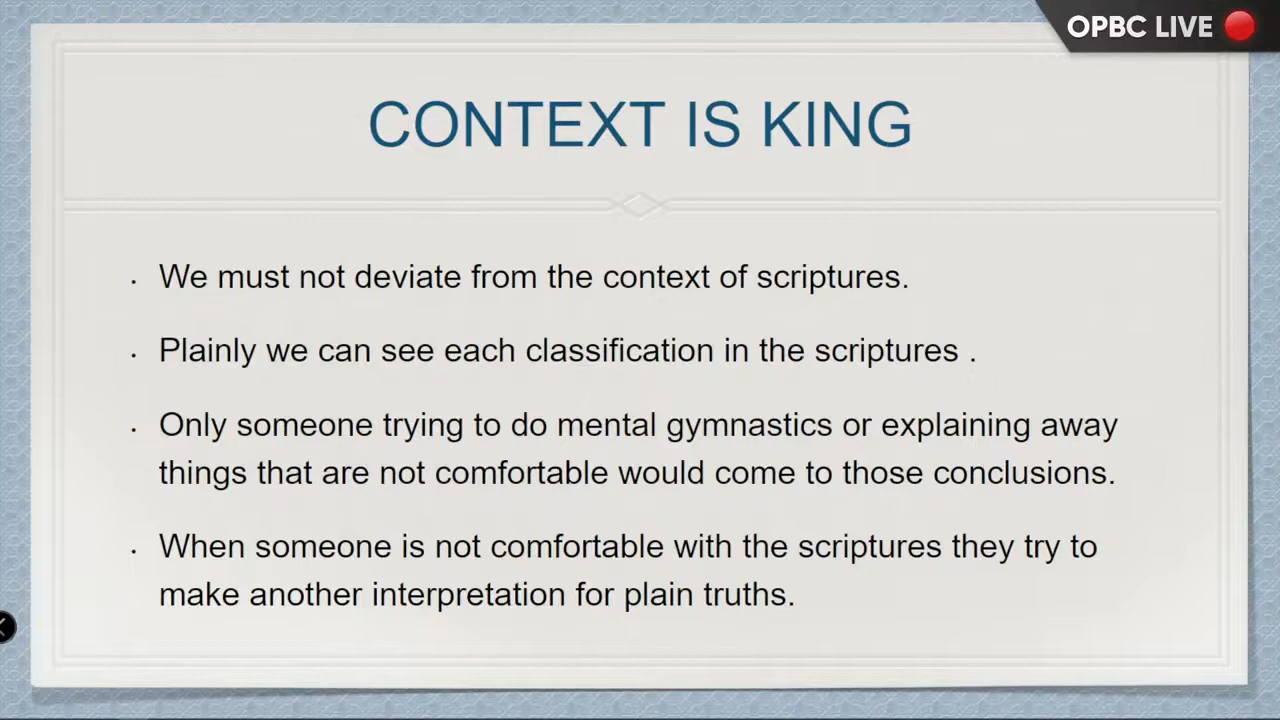 OPBC LIVE
CONTEXT IS KING
• We must not deviate from the context of scriptures.
• Plainly we can see each classification in the scriptures .
• Only someone trying to do mental gymnastics or explaining away
things that are not comfortable would come to those conclusions.
• When someone is not comfortable with the scriptures they try to
make another interpretation for plain truths.